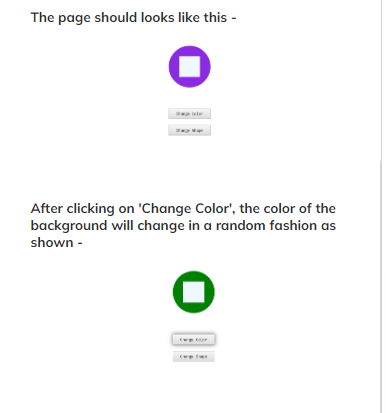 The page should looks like this -
Change Color
Change Shape
After clicking on 'Change Color', the color of the
background will change in a random fashion as
shown -
Change Color
Change Shape